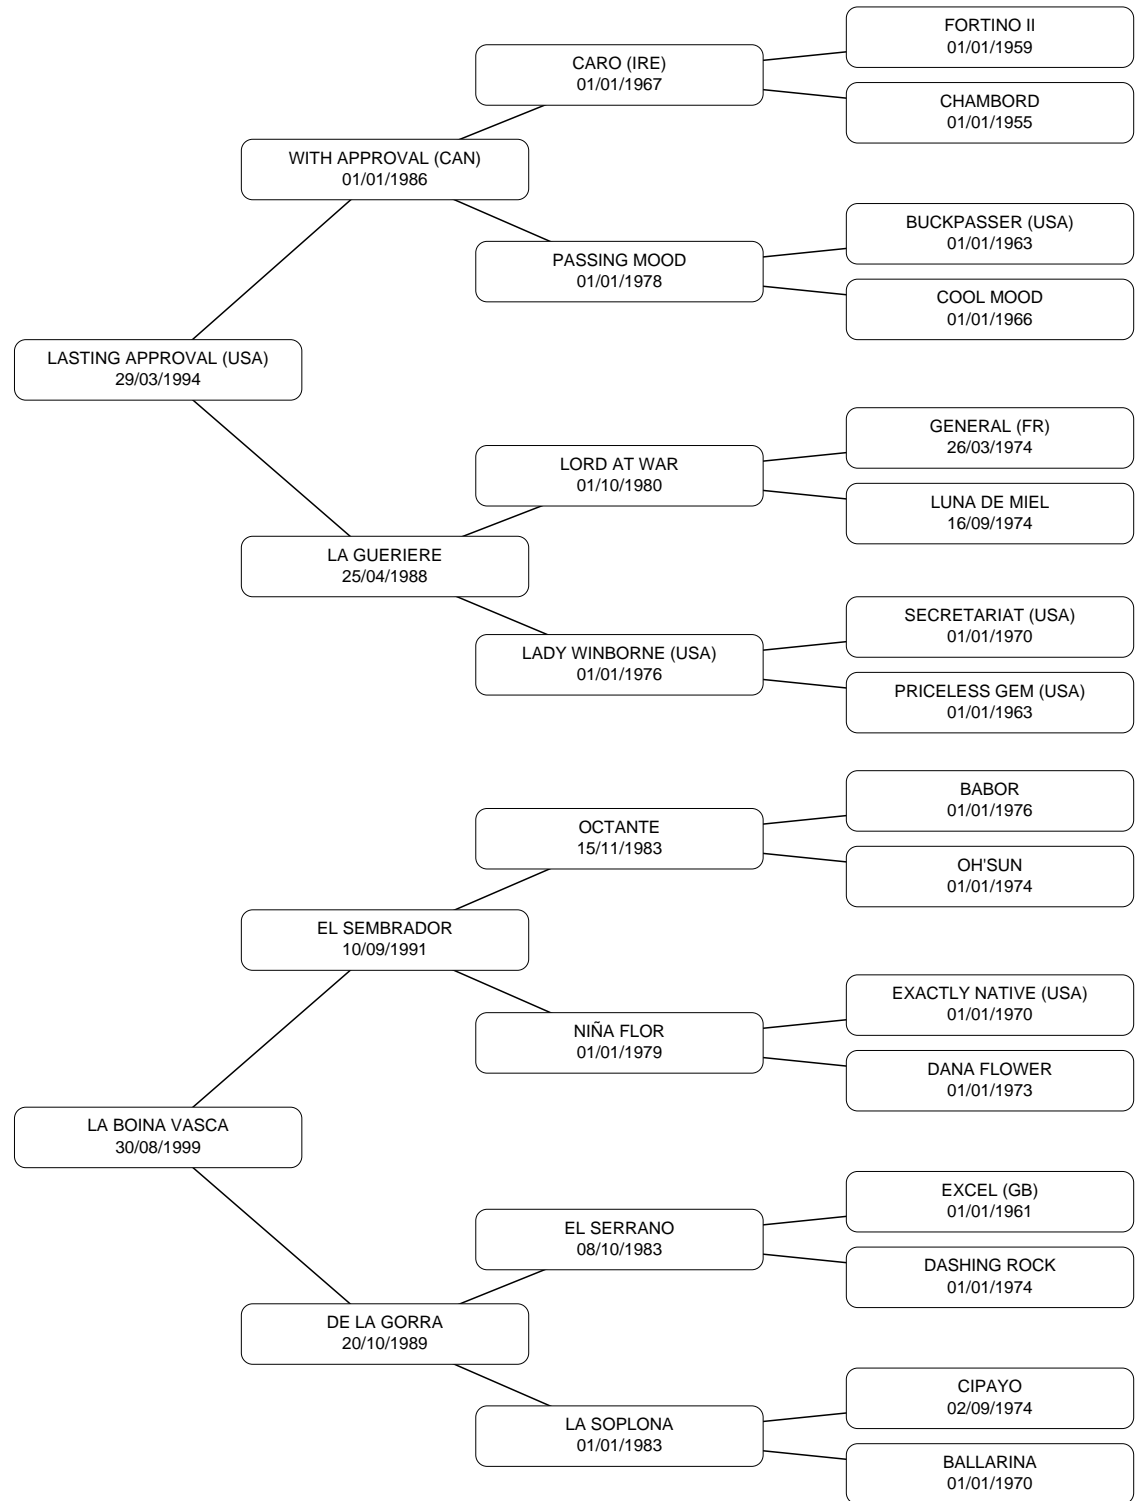 FORTINO II
01/01/1959
CARO (IRE)
01/01/1967
CHAMBORD
01/01/1955
WITH APPROVAL (CAN)
01/01/1986
BUCKPASSER (USA)
01/01/1963
PASSING MOOD
01/01/1978
COOL MOOD
01/01/1966
LASTING APPROVAL (USA)
29/03/1994
GENERAL (FR)
26/03/1974
LORD AT WAR
01/10/1980
LUNA DE MIEL
16/09/1974
LA GUERIERE
25/04/1988
SECRETARIAT (USA)
01/01/1970
LADY WINBORNE (USA)
01/01/1976
PRICELESS GEM (USA)
01/01/1963
BABOR
01/01/1976
OCTANTE
15/11/1983
OH'SUN
01/01/1974
EL SEMBRADOR
10/09/1991
EXACTLY NATIVE (USA)
01/01/1970
NIÑA FLOR
01/01/1979
DANA FLOWER
01/01/1973
LA BOINA VASCA
30/08/1999
EXCEL (GB)
01/01/1961
EL SERRANO
08/10/1983
DASHING ROCK
01/01/1974
DE LA GORRA
20/10/1989
CIPAYO
02/09/1974
LA SOPLONA
01/01/1983
BALLARINA
01/01/1970